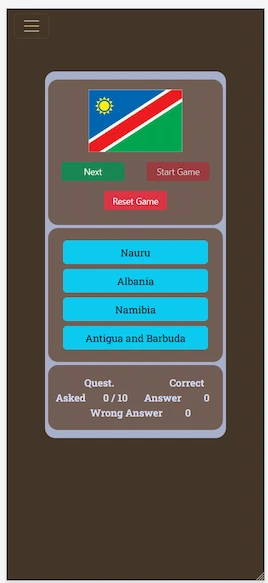 Next Start Game
Reset Game
Nauru
Albania
Namibia
Antigua and Barbuda
Quest. Correct
Asked 0 / 10 Answer 0
Wrong Answer 0